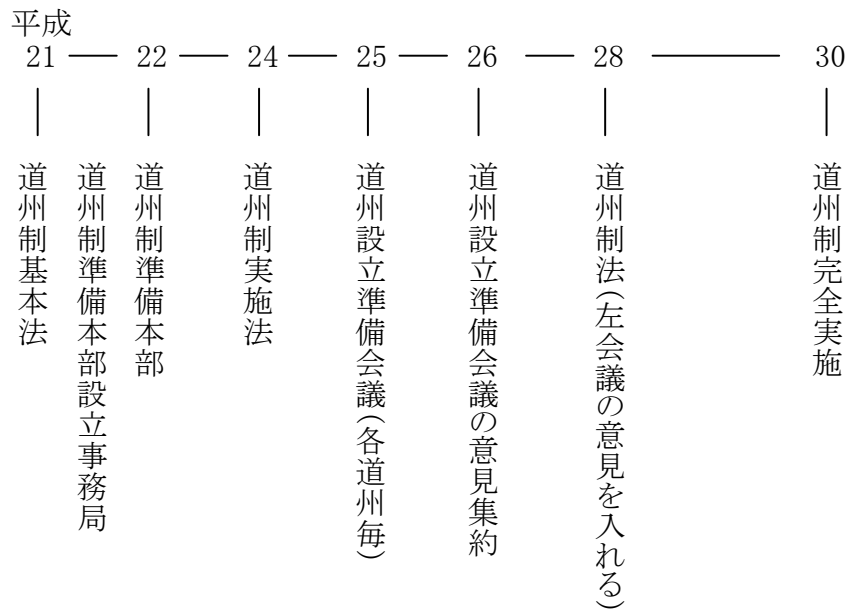 平成
21 22 24 25 26 28 30
道州制基本法
道州制準備本部設立事務局
道州制準備本部
道州制実施法
道州設立準備会議(各道州毎)
道州設立準備会議の意見集約
道州制法(左会議の意見を入れる)
道州制完全実施